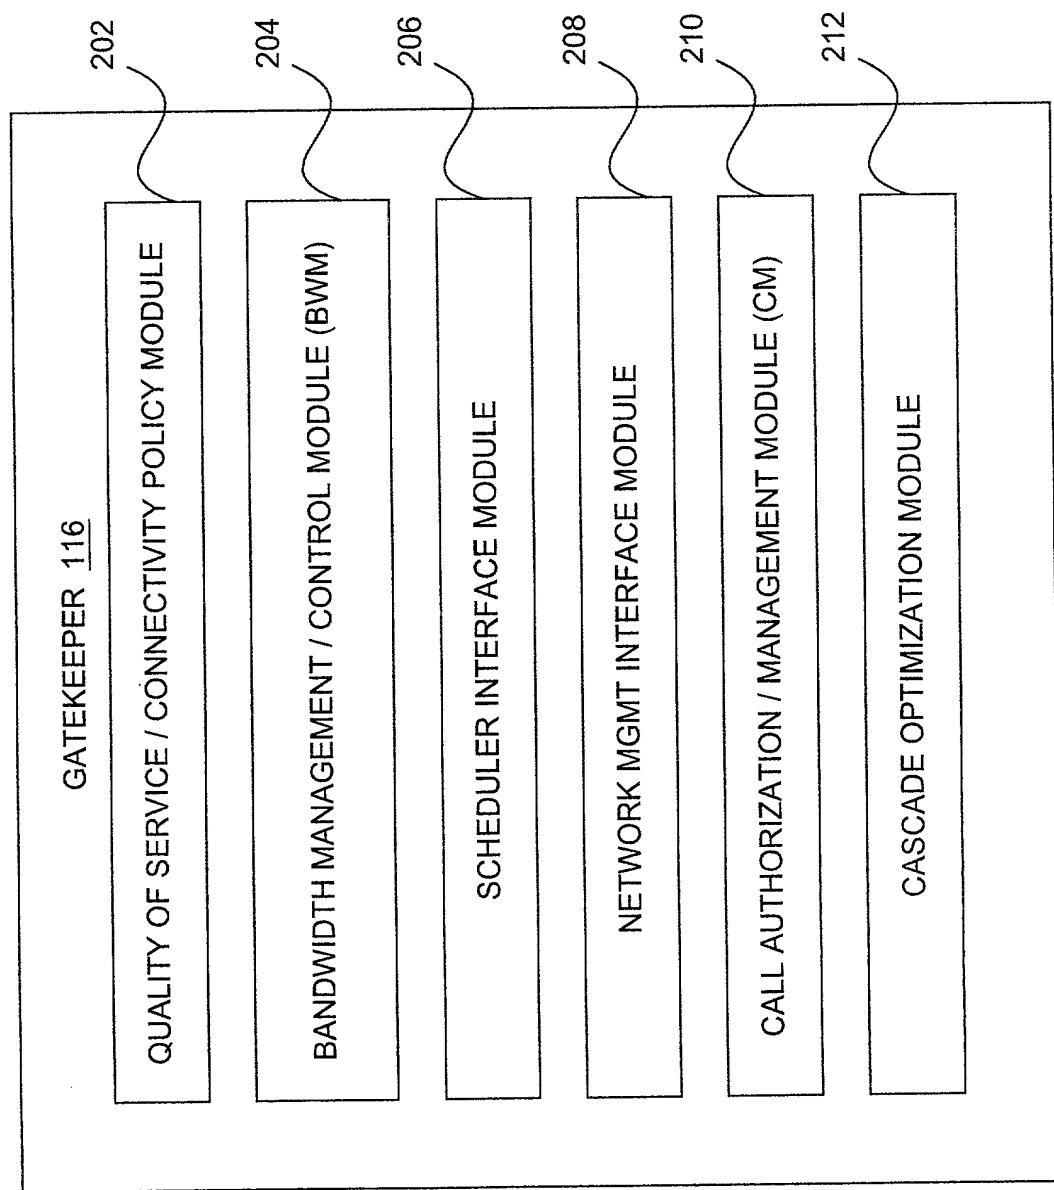 GATEKEEPER 116
QUALITY OF SERVICE / CONNECTIVITY POLICY MODULE
202
BANDWIDTH MANAGEMENT / CONTROL MODULE (BWM)
204
SCHEDULER INTERFACE MODULE
206
NETWORK MGMT INTERFACE MODULE
208
CALL AUTHORIZATION / MANAGEMENT MODULE (CM)
210
CASCADE OPTIMIZATION MODULE
212